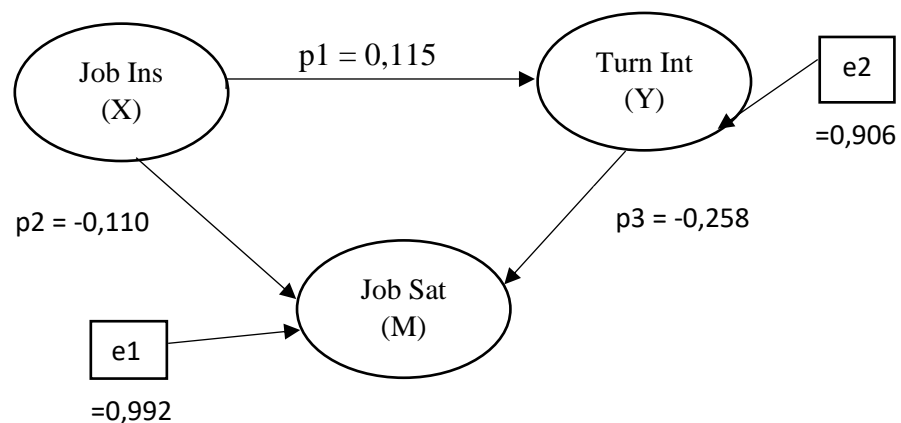 Job Ins
(X)
p1 = 0,115
Turn Int
(Y)
e2
=0,906
p2 = -0,110
p3 = -0,258
Job Sat
(M)
e1
=0,992